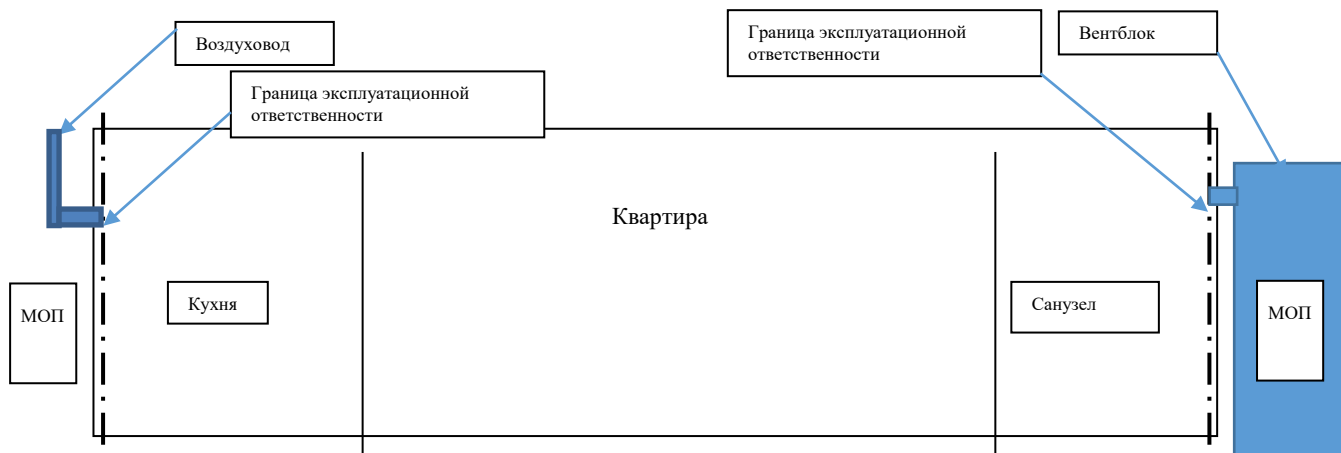 Воздуховод
Граница эксплуатационной
ответственности
Граница эксплуатационной
ответственности
Вентблок
Квартира
МОП
Кухня
Санузел
МОП